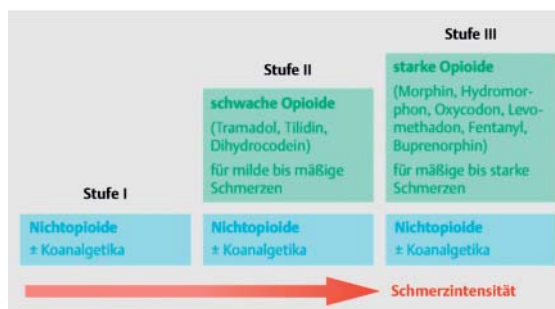 Stufe I
Nichtopioide
± Koanalgetika
Stufe II
schwache Opioide
(Tramadol, Tilidin,
Dihydrocodein)
für milde bis mäßige
Schmerzen
Nichtopioide
± Koanalgetika
Stufe III
starke Opioide
(Morphin, Hydromor-
phon, Oxycodon, Levo-
methadon, Fentanyl,
Buprenorphin)
für mäßige bis starke
Schmerzen
Nichtopioide
± Koanalgetika
Schmerzintensität